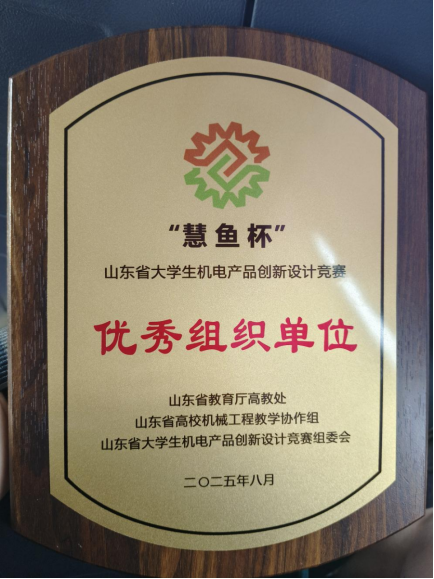 “慧鱼杯”
山东省大学生机电产品创新设计竞赛
优秀组织单位
山东省教育厅高教处
山东省高校机械工程教学协作组
山东省大学生机电产品创新设计竞赛组委会
二〇二五年八月